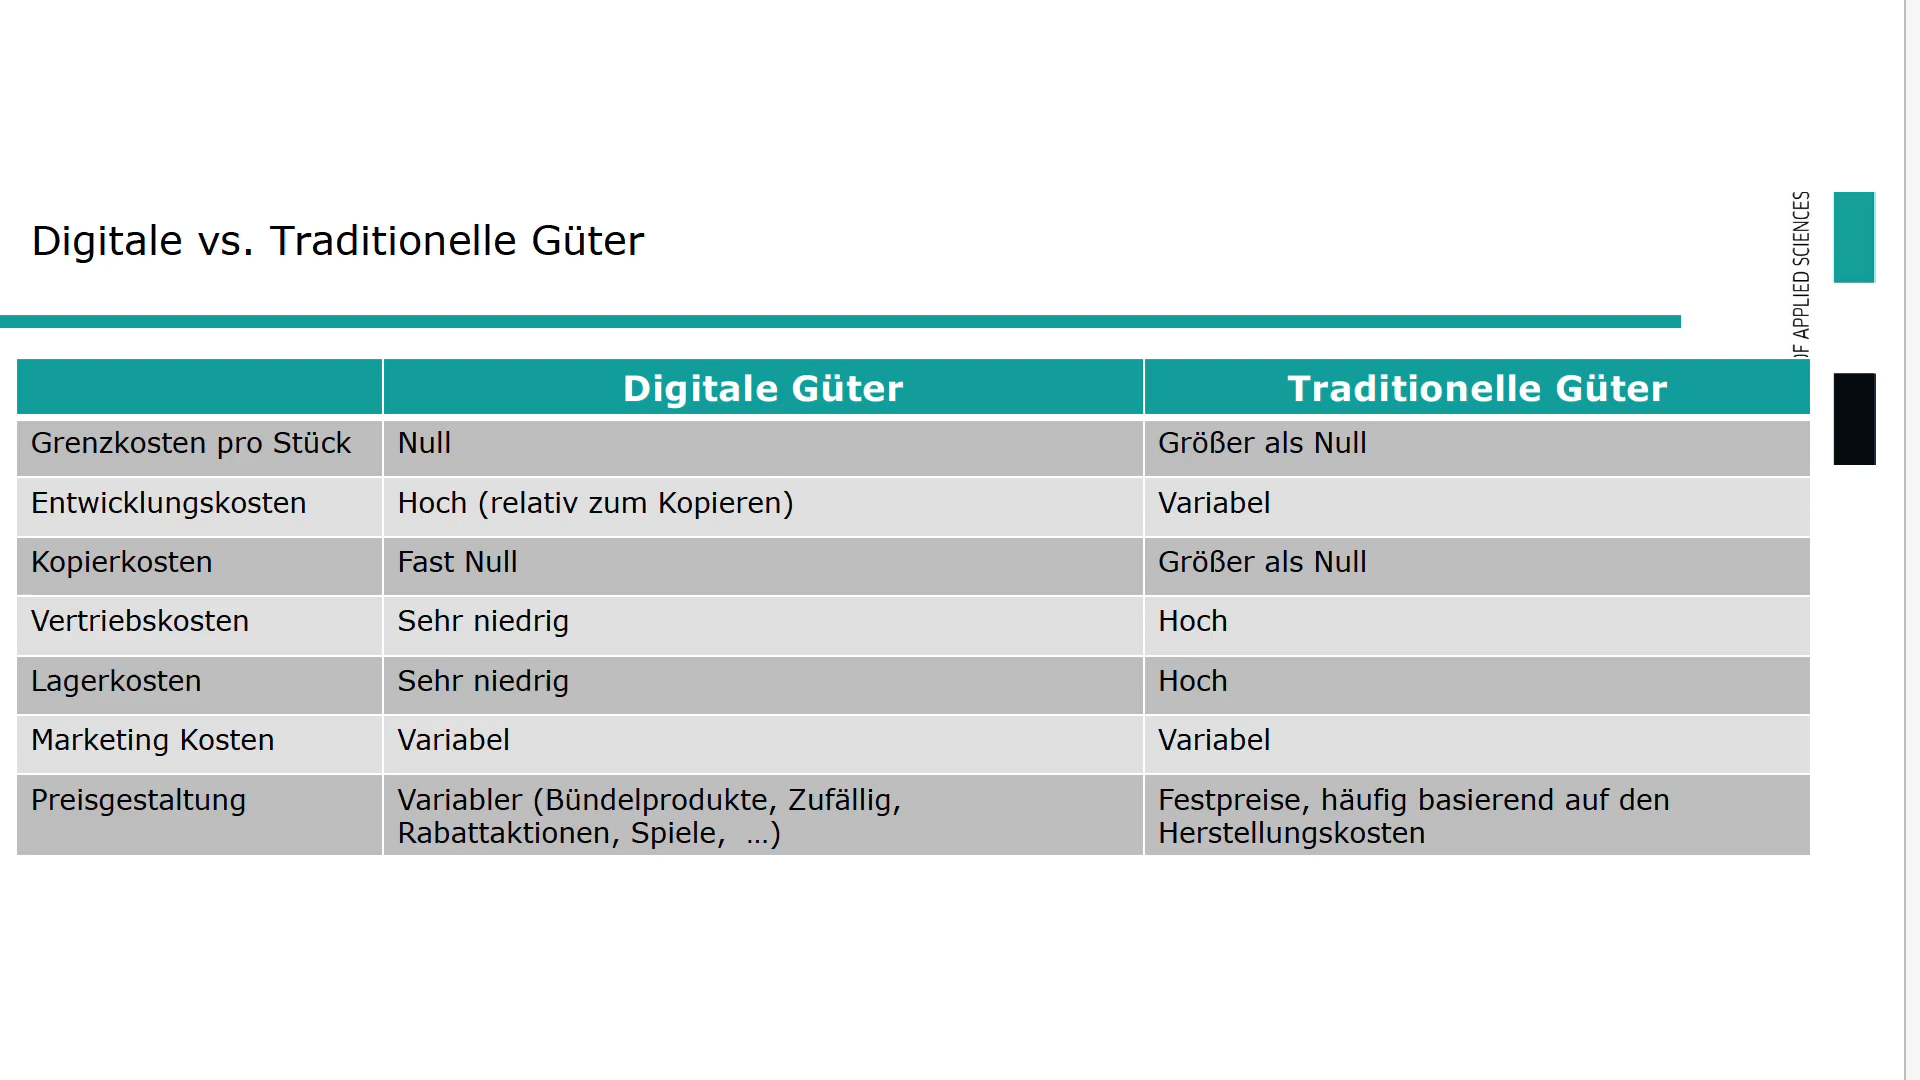 Digitale vs. Traditionelle Güter
APPLIED SCIENCES
Digitale Güter Traditionelle Güter
Grenzkosten pro Stück Null Größer als Null
Entwicklungskosten Hoch (relativ zum Kopieren) Variabel
Kopierkosten Fast Null Größer als Null
Vertriebskosten Sehr niedrig Hoch
Lagerkosten Sehr niedrig Hoch
Marketing Kosten Variabel Variabel
Preisgestaltung Variabler (Bündelprodukte, Zufällig, Festpreise, häufig basierend auf den
Rabattaktionen, Spiele,  …) Herstellungskosten